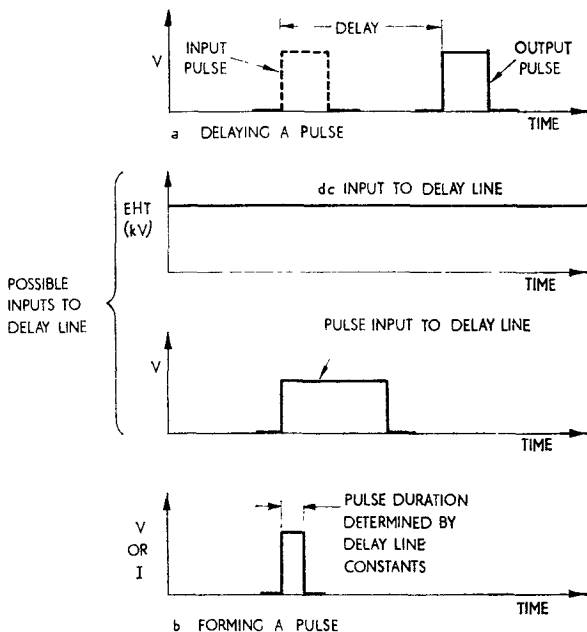 DELAY
INPUT
PULSE
OUTPUT
PULSE
V
TIME
a DELAYING A PULSE
dc INPUT TO DELAY LINE
EHT
(kV)
TIME
POSSIBLE
INPUTS TO
DELAY LINE
PULSE INPUT TO DELAY LINE
V
TIME
PULSE DURATION
DETERMINED BY
DELAY LINE
CONSTANTS
V
OR
I
TIME
b FORMING A PULSE